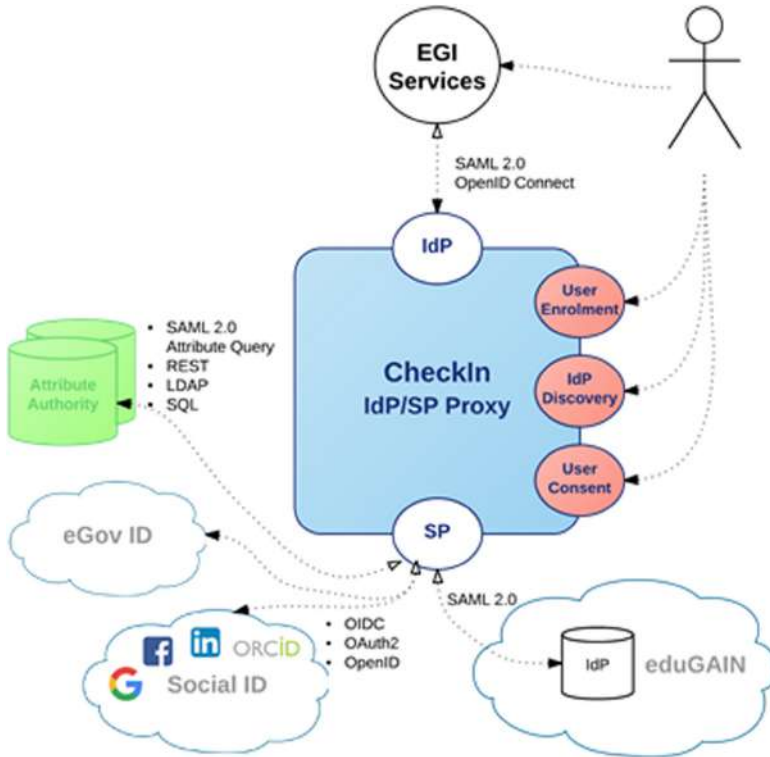 EGI
Services
SAML 2.0
OpenID Connect
IdP
User
Enrolment
• SAML 2.0
Attribute Query
• REST
• LDAP
• SQL
Attribute
Authority
CheckIn
IdP/SP Proxy
IdP
Discovery
User
Consent
eGov ID
SP
SAML 2.0
• OIDC
• OAuth2
• OpenID
f
in
ORCiD
G
Social ID
IdP
eduGAIN